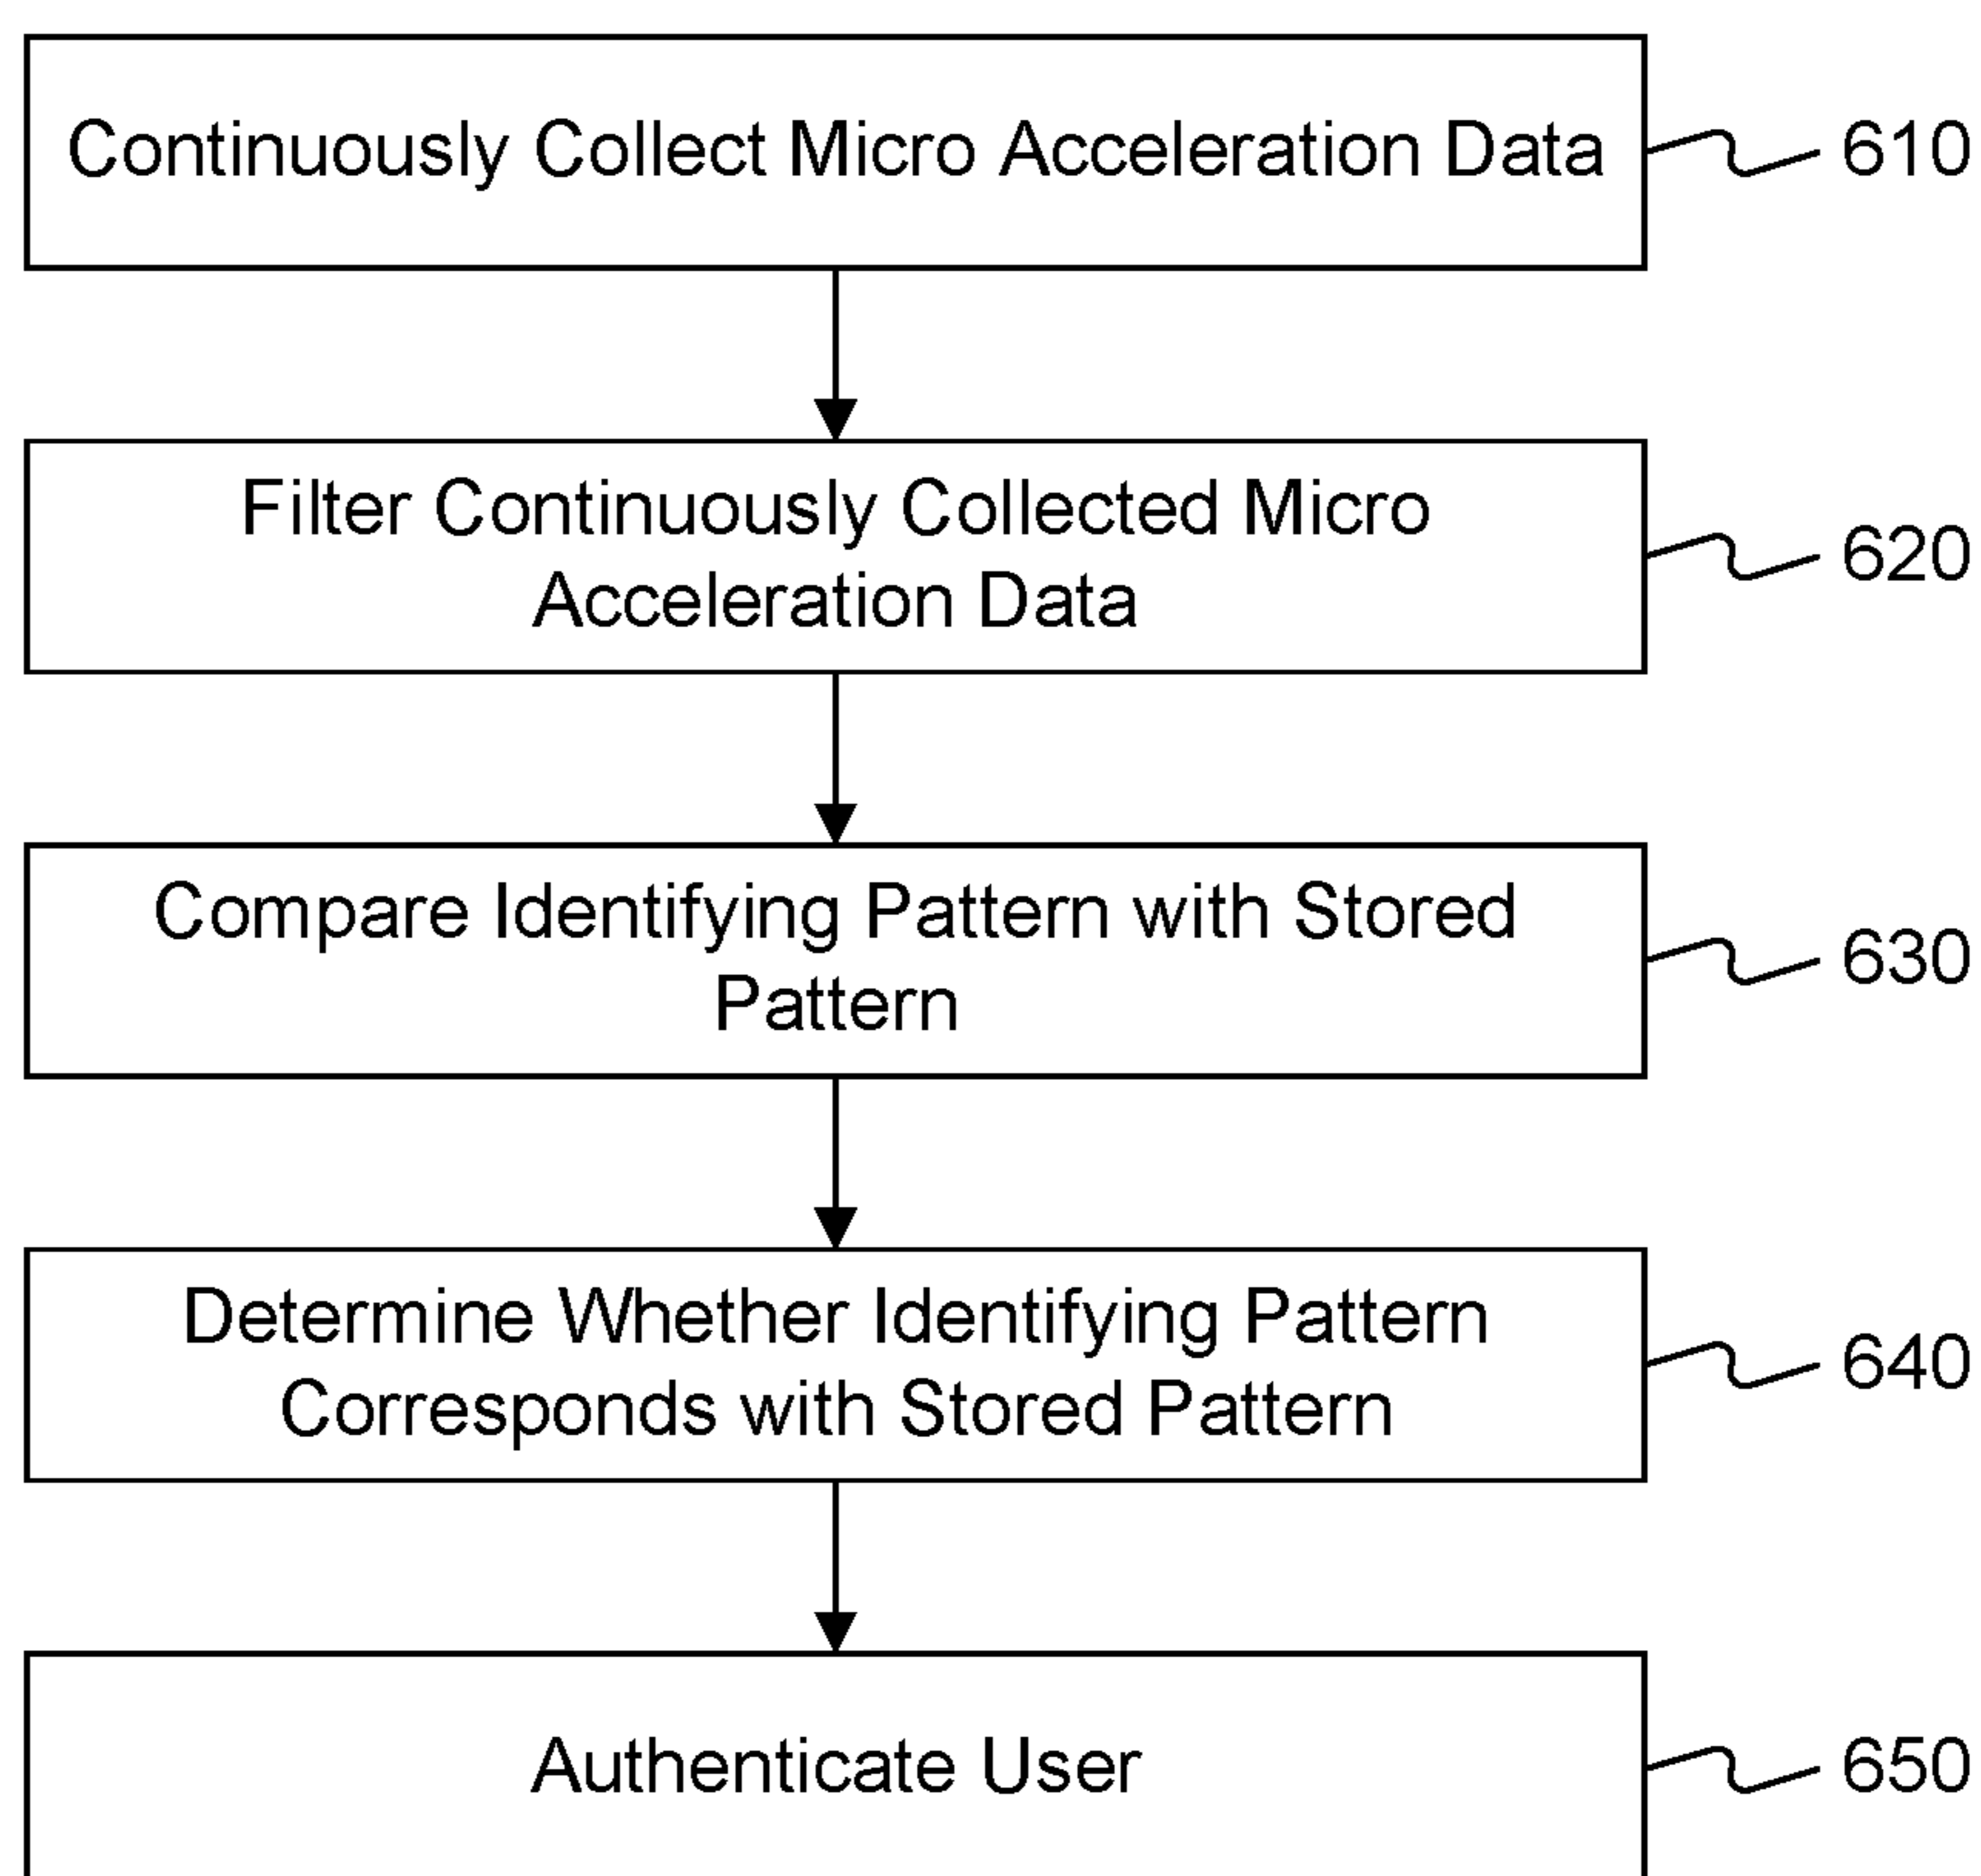 Continuously Collect Micro Acceleration Data
610
Filter Continuously Collected Micro
Acceleration Data
620
Compare Identifying Pattern with Stored
Pattern
630
Determine Whether Identifying Pattern
Corresponds with Stored Pattern
640
Authenticate User
650